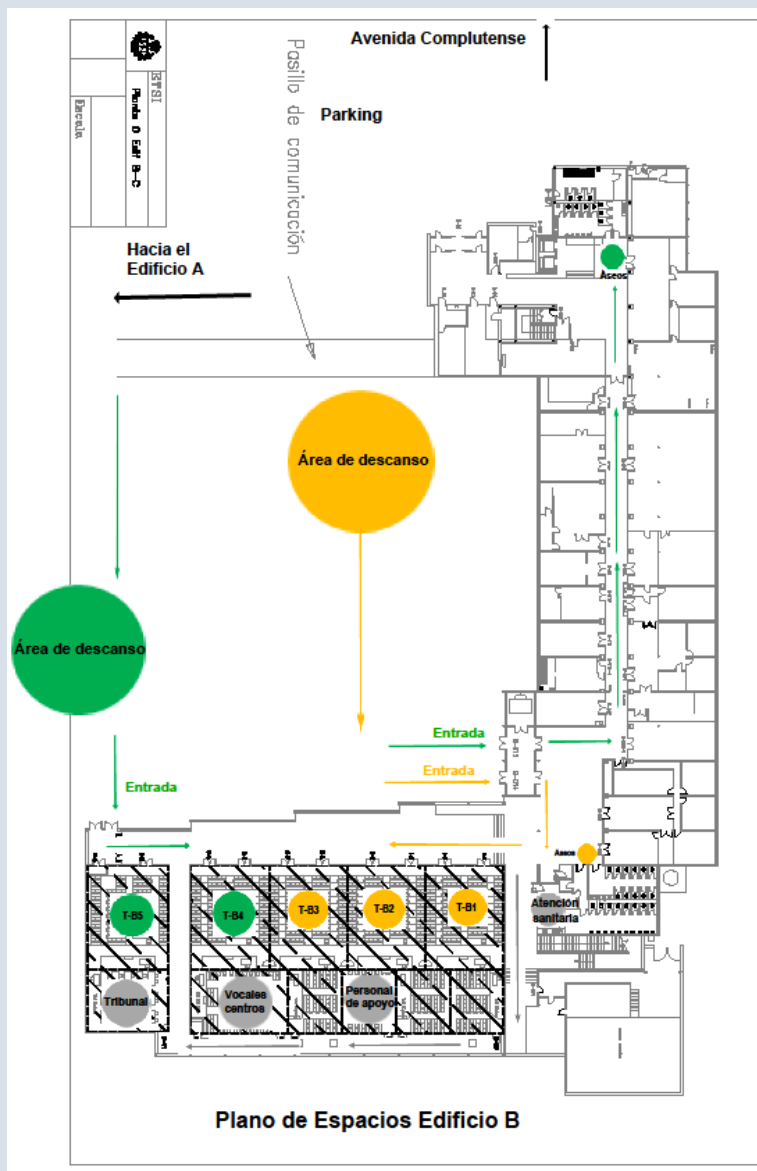 Avenida Complutense
Pasillo de comunicación
Parking
ETSI
Planta 0 Edif B-C
Escala
Hacia el
Edificio A
Aseos
Área de descanso
Área de descanso
Entrada
Entrada
Entrada
Aseos
T-B5
T-B4
T-B3
T-B2
T-B1
Atención
sanitaria
Tribunal
Vocales
centros
Personal
de apoyo
Plano de Espacios Edificio B